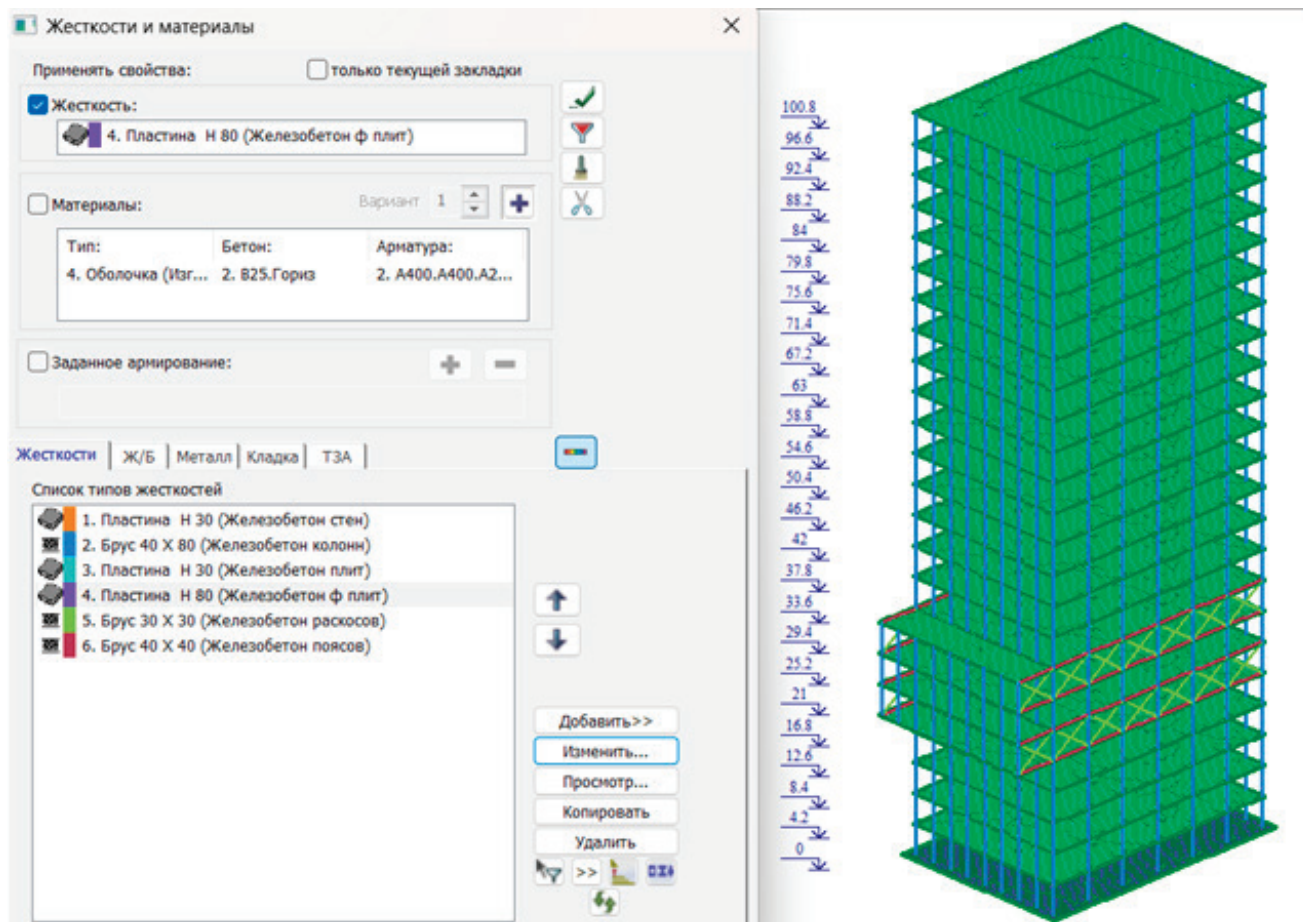 Жесткости и материалы
Применять свойства:
только текущей закладки
Жесткость:
4. Пластина Н 80 (Железобетон ф плит)
Материалы:
Вариант 1
Тип: Бетон: Арматура:
4. Оболочка (Изг... 2. В25.Гориз 2. А400.А400.А2...
Заданное армирование:
Жесткости Ж/Б Металл Кладка ТЗА
Список типов жесткостей
1. Пластина Н 30 (Железобетон стен)
2. Брус 40 X 80 (Железобетон колонн)
3. Пластина Н 30 (Железобетон плит)
4. Пластина Н 80 (Железобетон ф плит)
5. Брус 30 X 30 (Железобетон раскосов)
6. Брус 40 X 40 (Железобетон поясов)
Добавить>>
Изменить...
Просмотр...
Копировать
Удалить
>>
100.8
96.6
92.4
88.2
84
79.8
75.6
71.4
67.2
63
58.8
54.6
50.4
46.2
42
37.8
33.6
29.4
25.2
21
16.8
12.6
8.4
4.2
0